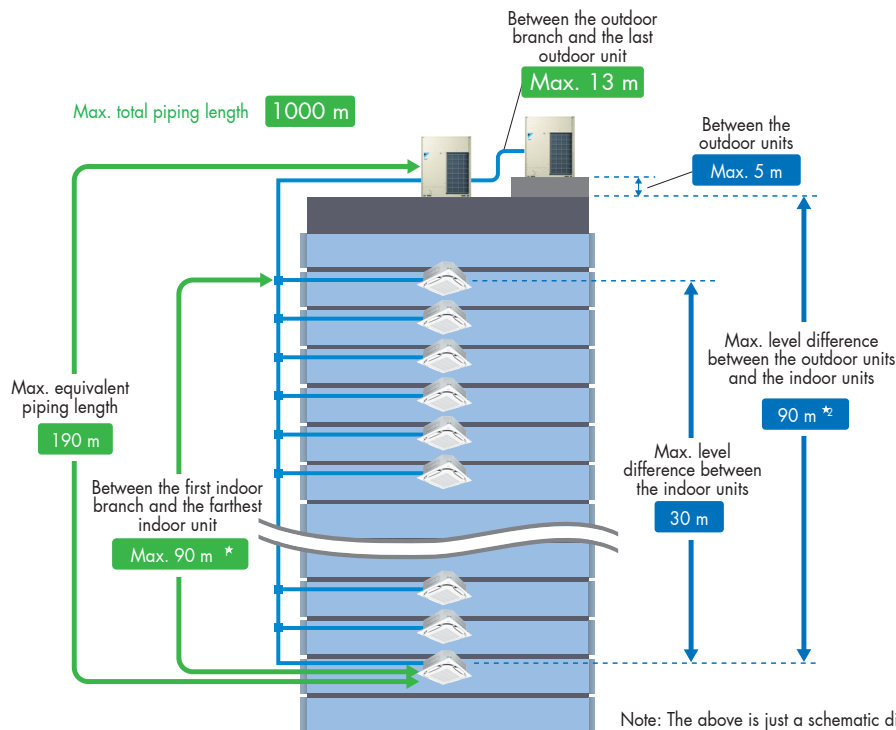 Between the outdoor
branch and the last
outdoor unit
Max. 13 m
Max. total piping length 1000 m
Between the
outdoor units
Max. 5 m
Max. level difference
between the outdoor units
and the indoor units
90 m ★2
Max. equivalent
piping length
190 m
Max. level
difference between
the indoor units
30 m
Between the first indoor
branch and the farthest
indoor unit
Max. 90 m ★
Note: The above is just a schematic di